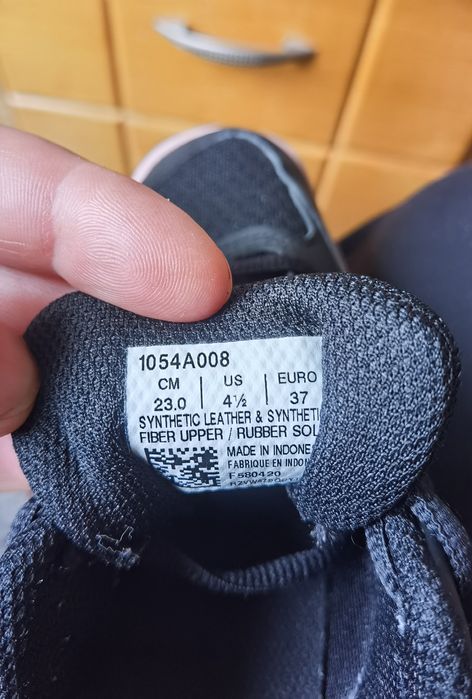 1054A008
CM | US | EURO
23.0 | 4½ | 37
SYNTHETIC LEATHER & SYNTHETI
FIBER UPPER / RUBBER SOL
MADE IN INDONE
FABRIQUE EN INDON
F580420